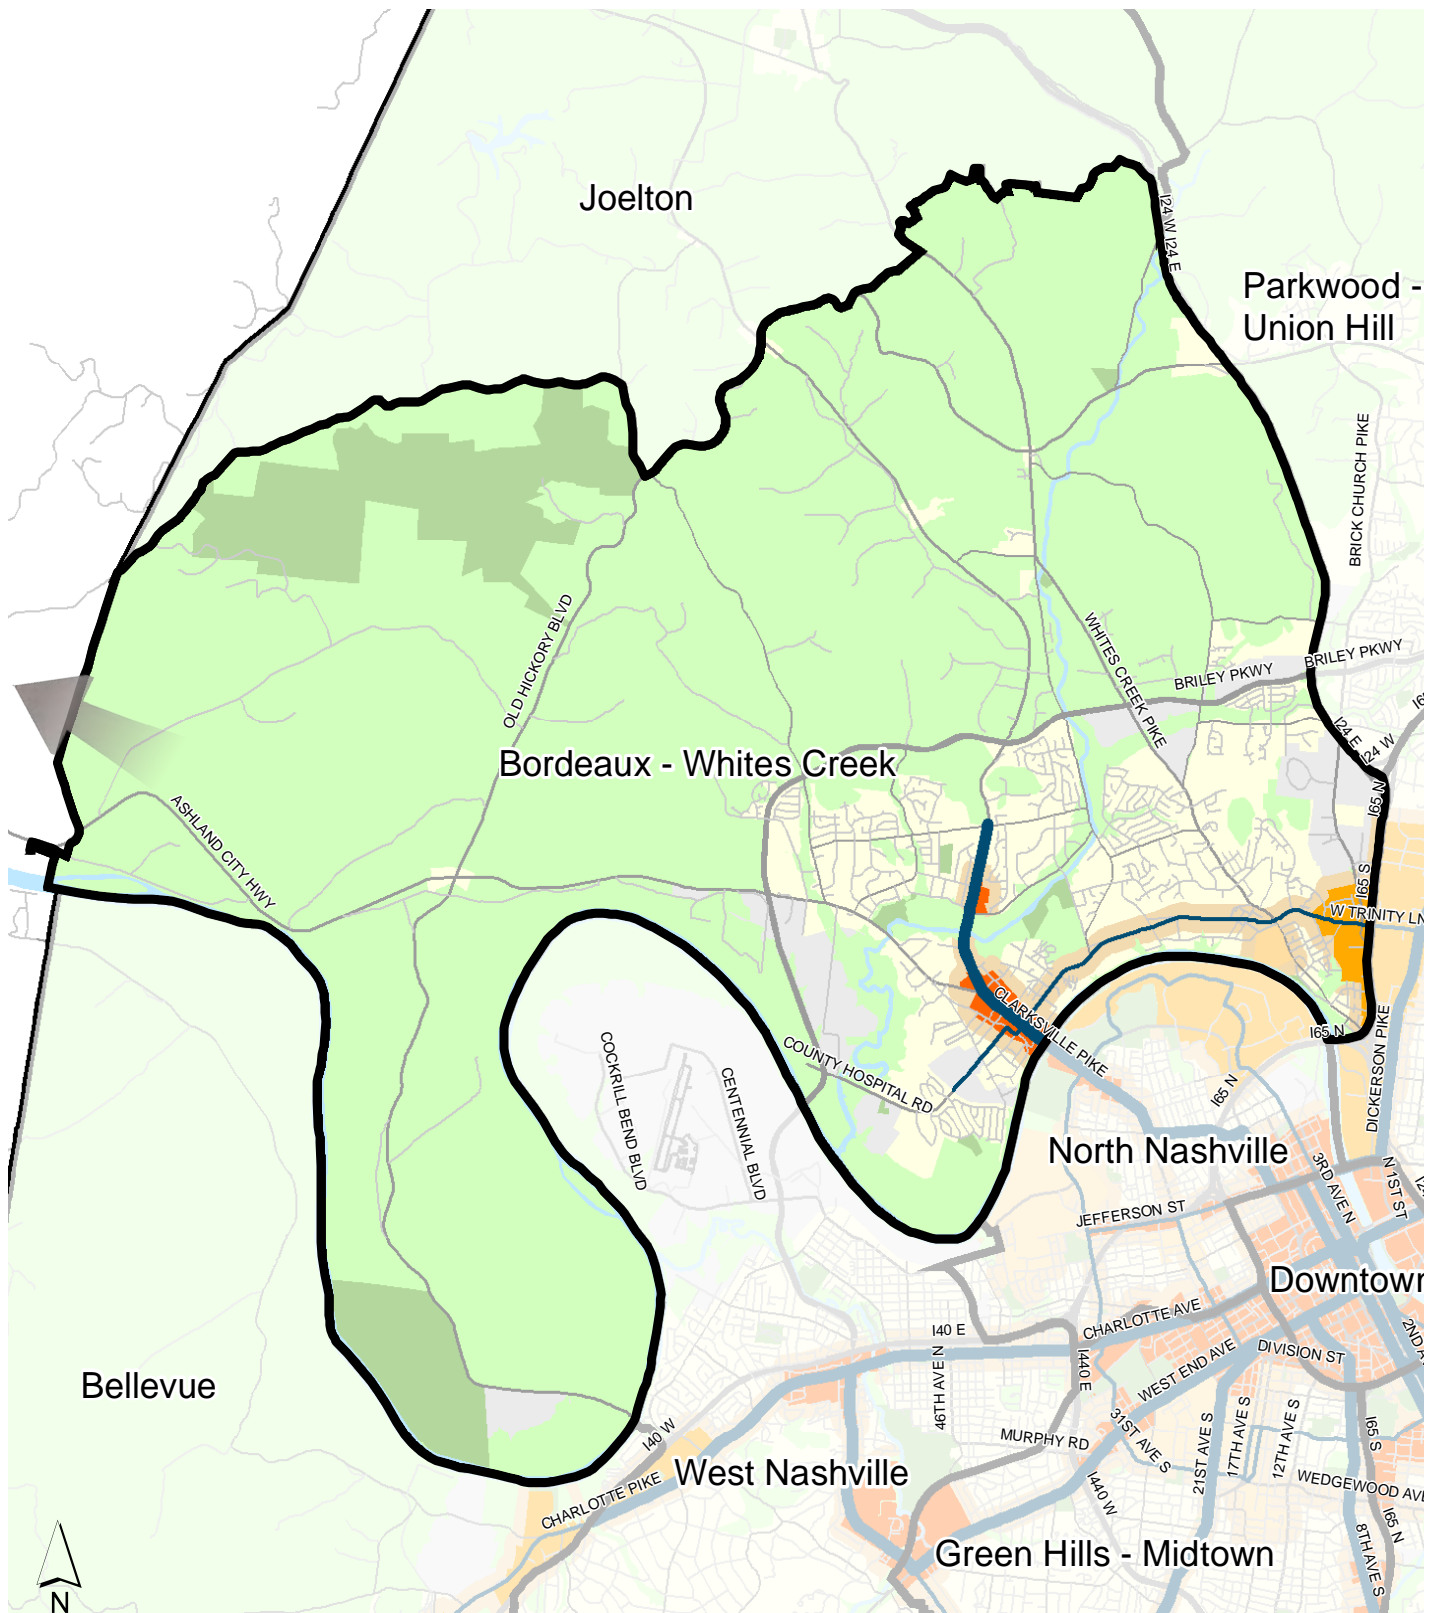 Joelton
I24 W I24 E
Parkwood -
Union Hill
BRICK CHURCH PIKE
OLD HICKORY BLVD
WHITES CREEK PIKE
BRILEY PKWY
BRILEY PKWY
I24 E
I24 W
Bordeaux - Whites Creek
I65 N
ASHLAND CITY HWY
I65 S
W TRINITY LN
CLARKSVILLE PIKE
I65 N
DICKERSON PIKE
COUNTY HOSPITAL RD
COCKRILL BEND BLVD
CENTENNIAL BLVD
I65 N
North Nashville
3RD AVE N
N 1ST ST
JEFFERSON ST
Downtown
CHARLOTTE AVE
I40 E
46TH AVE N
I440 E
WEST END AVE
DIVISION ST
2ND A
Bellevue
31ST AVE S
21ST AVE S
17TH AVE S
12TH AVE S
I65 S
I40 W
MURPHY RD
West Nashville
CHARLOTTE PIKE
I440 W
WEDGEWOOD AVE
I65 N
8TH AVE S
Green Hills - Midtown
N